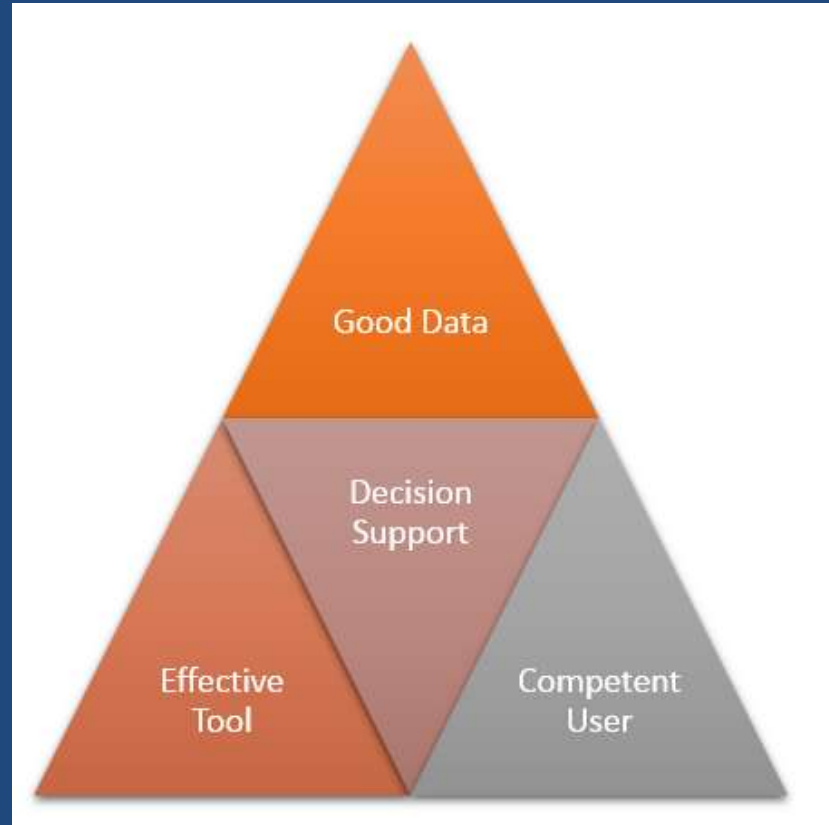 Good Data
Decision
Support
Effective
Tool
Competent
User